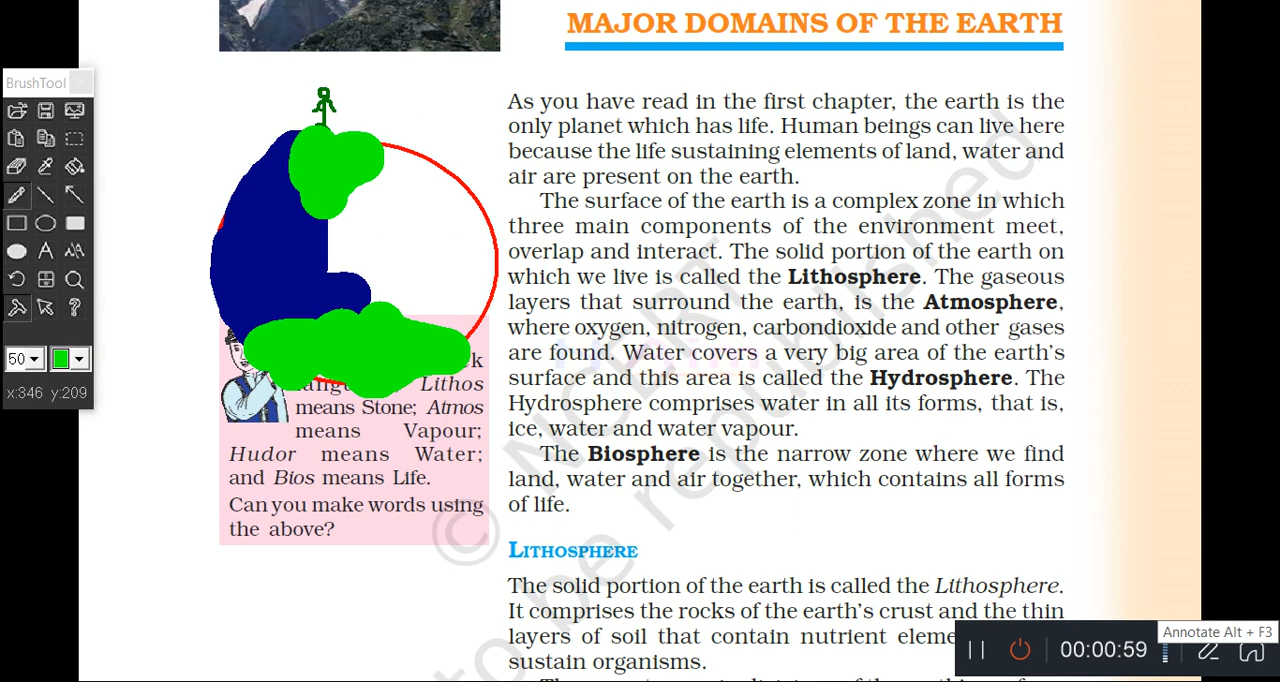 MAJOR DOMAINS OF THE EARTH
BrushTool
As you have read in the first chapter, the earth is the
only planet which has life. Human beings can live here
because the life sustaining elements of land, water and
air are present on the earth.
The surface of the earth is a complex zone in which
three main components of the environment meet,
overlap and interact. The solid portion of the earth on
which we live is called the Lithosphere. The gaseous
layers that surround the earth, is the Atmosphere,
where oxygen, nitrogen, carbondioxide and other gases
are found. Water covers a very big area of the earth's
surface and this area is called the Hydrosphere. The
Hydrosphere comprises water in all its forms, that is,
ice, water and water vapour.
The Biosphere is the narrow zone where we find
land, water and air together, which contains all forms
of life.
50
x:346 y:209
Lithos
means Stone; Atmos
means Vapour;
Hudor means Water;
and Bios means Life.
Can you make words using
the above?
LITHOSPHERE
The solid portion of the earth is called the Lithosphere.
It comprises the rocks of the earth's crust and the thin
layers of soil that contain nutrient
sustain organisms.
© NCERT
to be republished
Annotate Alt + F3
00:00:59